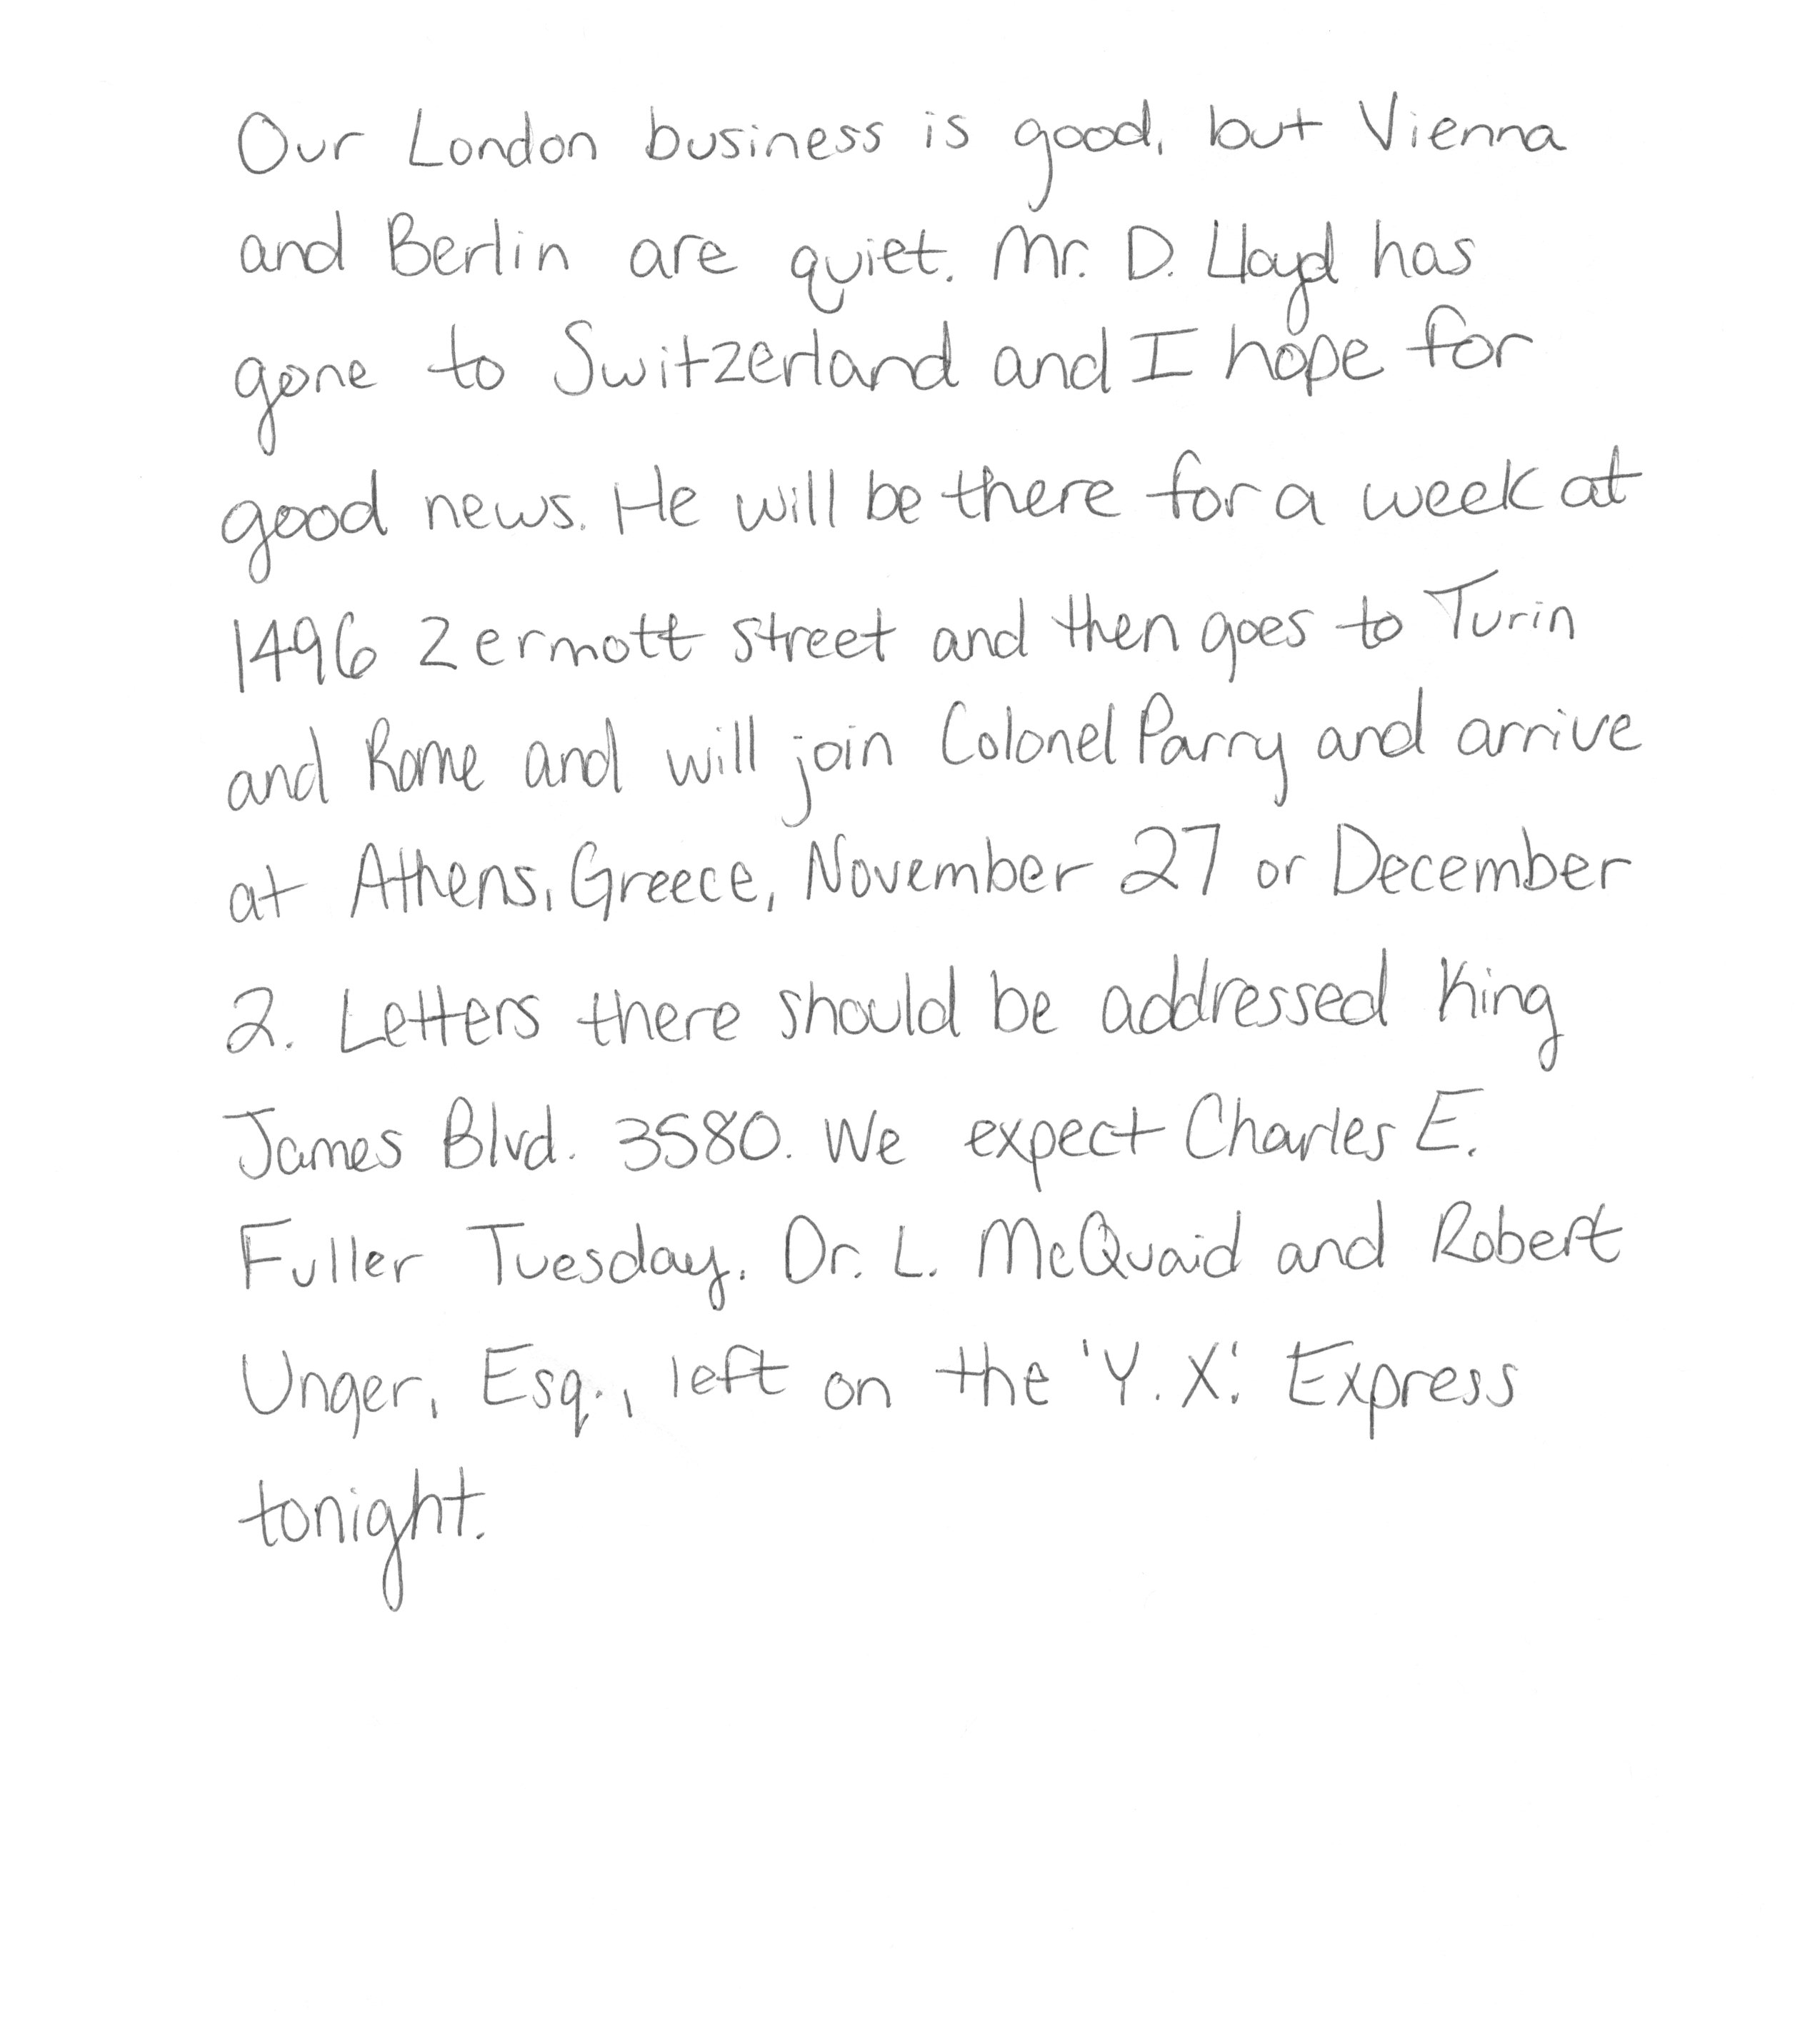 Our London business is good, but Vienna
and Berlin are quiet. Mr. D. Lloyd has
gone to Switzerland and I hope for
good news. He will be there for a week at
1496 Zermott street and then goes to Turin
and Rome and will join Colonel Parry and arrive
at Athens, Greece, November 27 or December
2. Letters there should be addressed King
James Blvd. 3580. We expect Charles E.
Fuller Tuesday. Dr. L. McQuaid and Robert
Unger, Esq., left on the 'Y. X.' Express
tonight.